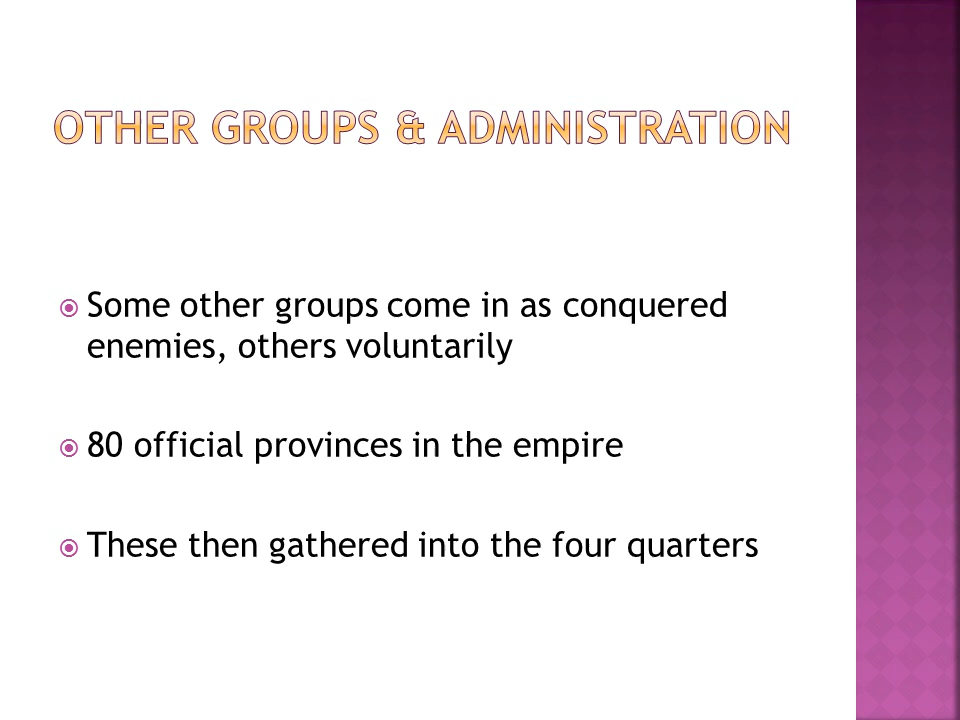 OTHER GROUPS & ADMINISTRATION
Some other groups come in as conquered
enemies, others voluntarily
80 official provinces in the empire
These then gathered into the four quarters